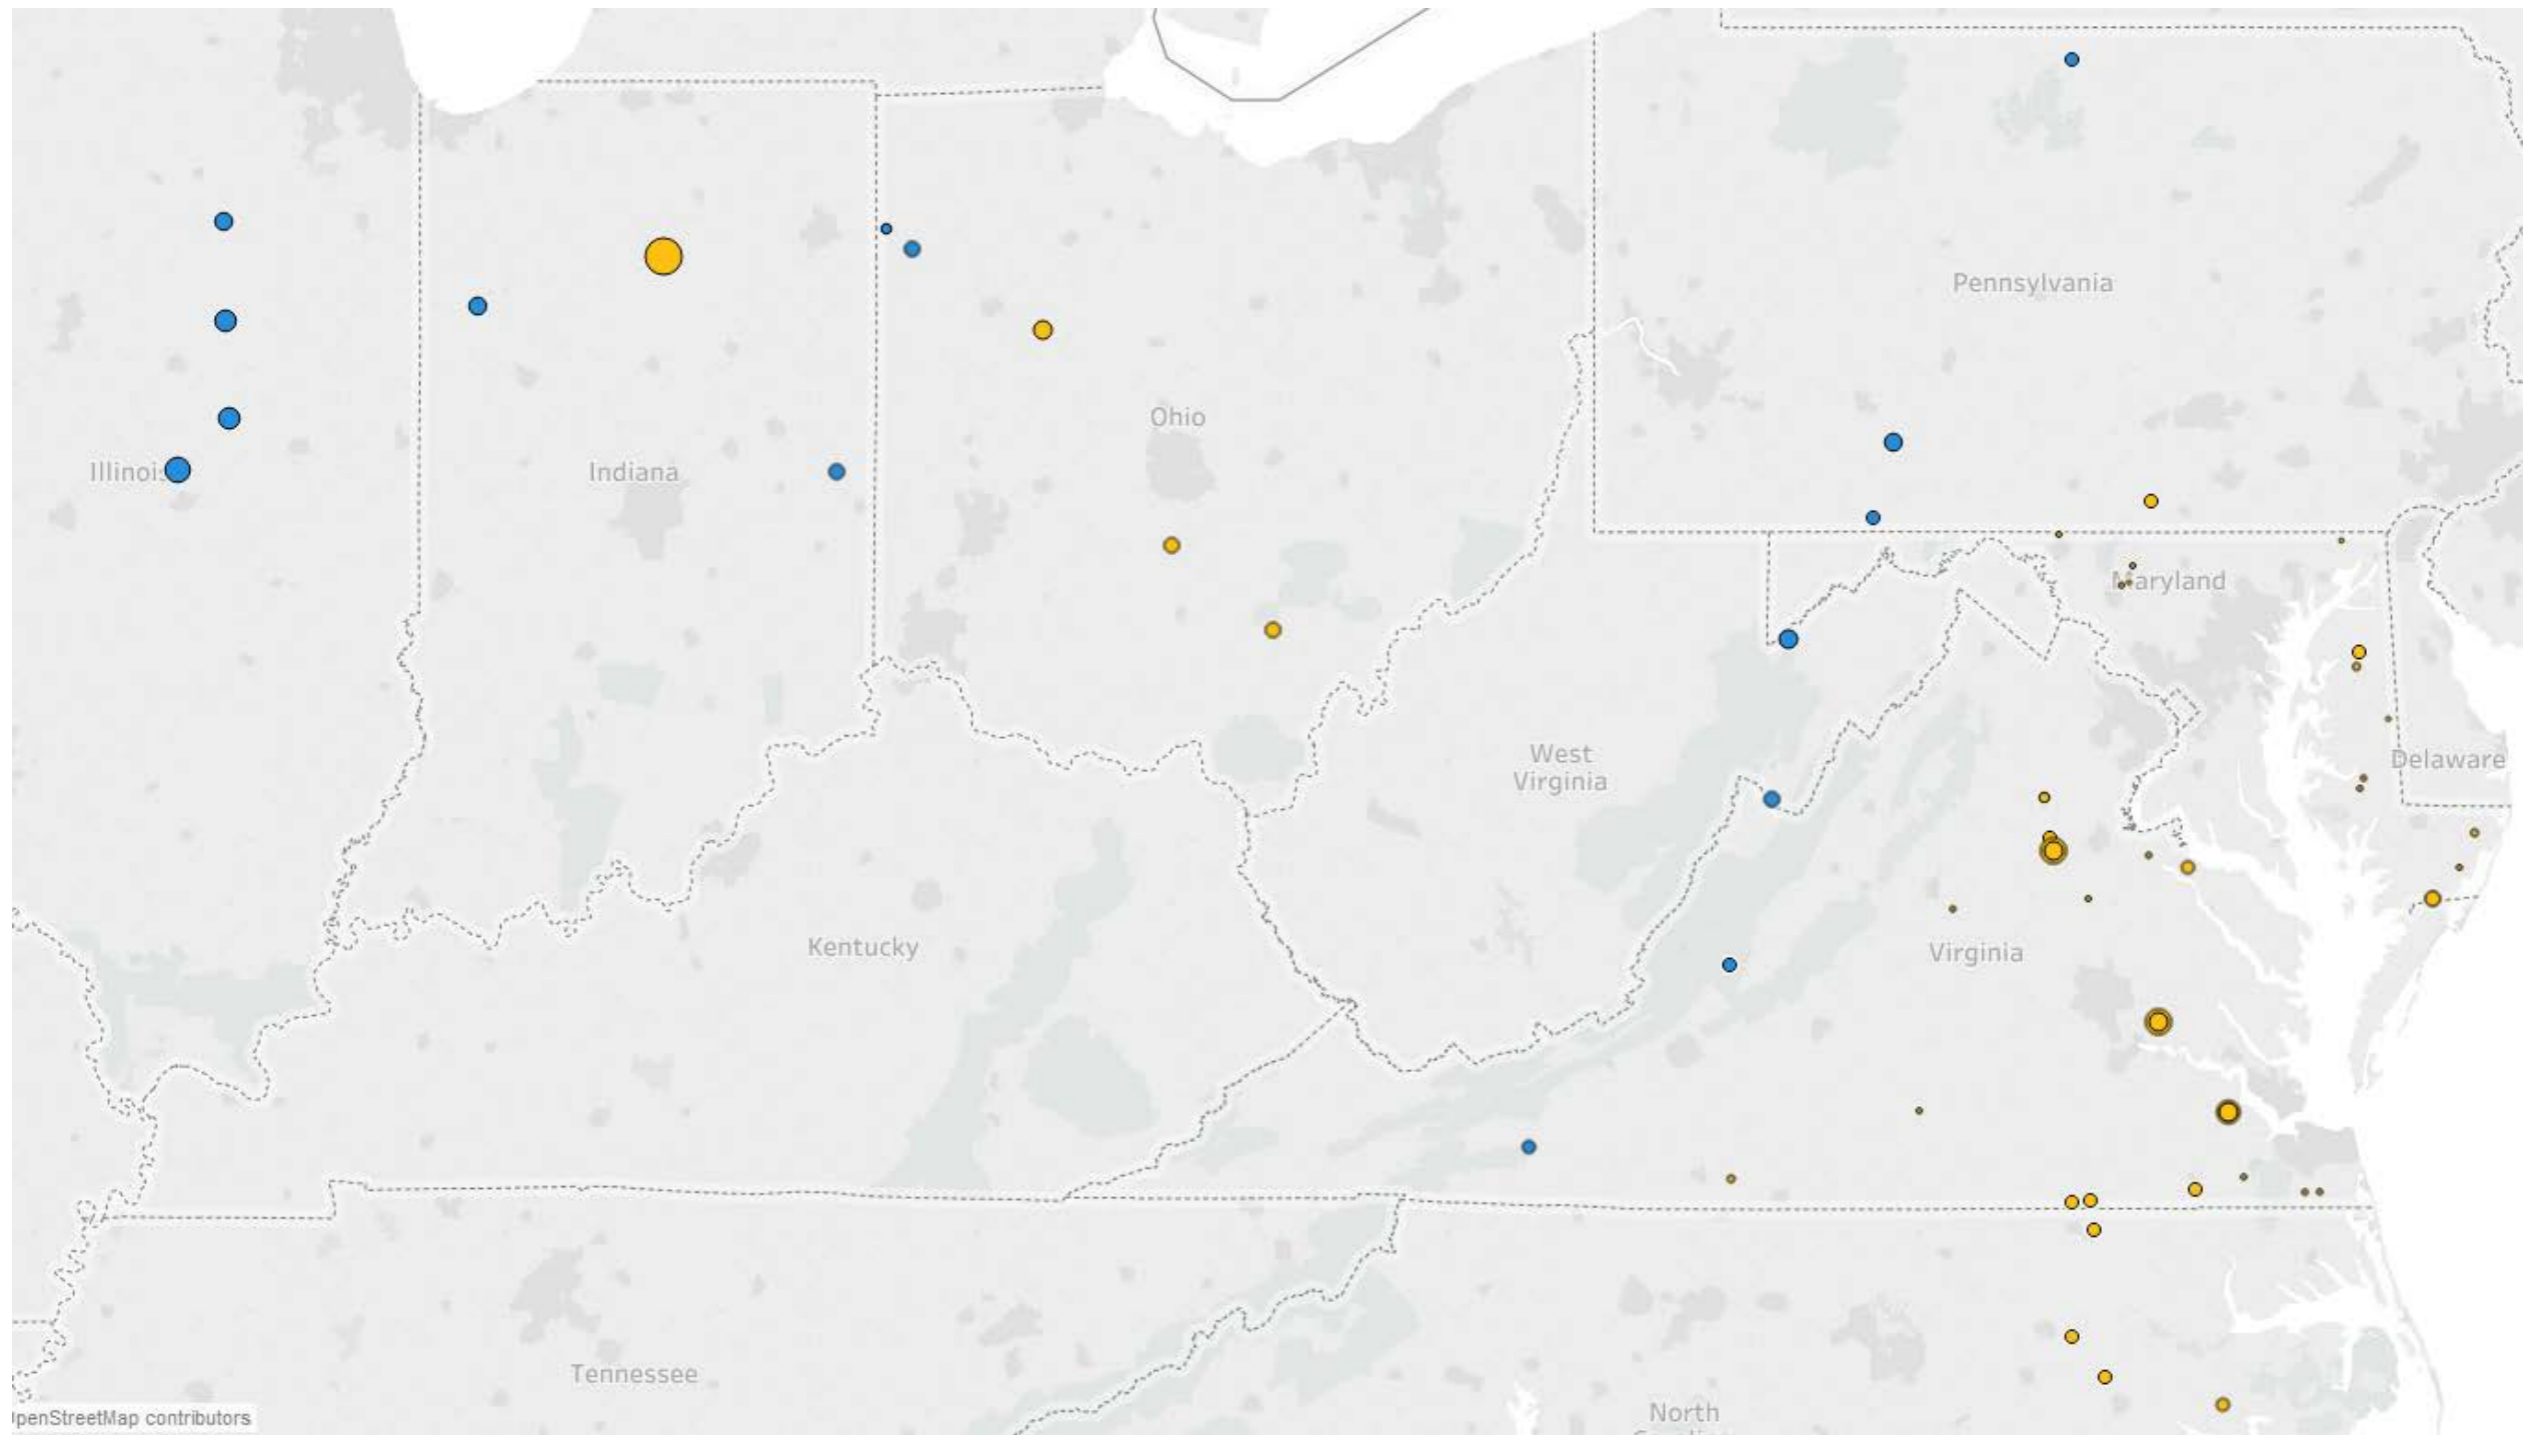 Pennsylvania
Ohio
Illinois
Indiana
Maryland
West
Virginia
Delaware
Kentucky
Virginia
Tennessee
North
penStreetMap contributors